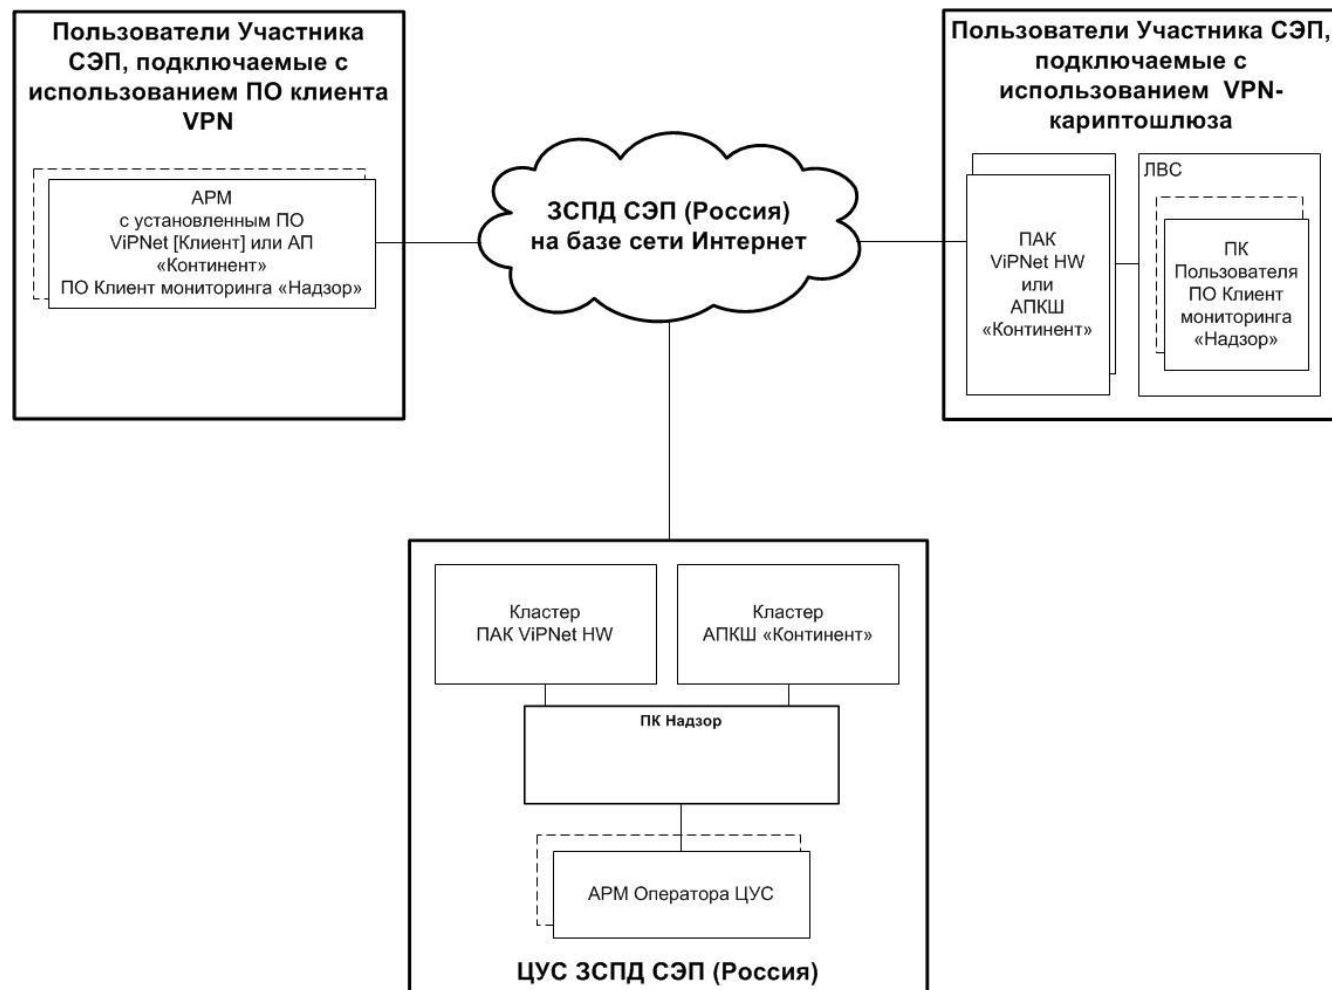 Пользователи Участника
СЭП, подключаемые с
использованием ПО клиента
VPN
АРМ
с установленным ПО
ViPNet [Клиент] или АП
«Континент»
ПО Клиент мониторинга «Надзор»
ЗСПД СЭП (Россия)
на базе сети Интернет
Пользователи Участника СЭП,
подключаемые с
использованием VPN-
кариптошлюза
ПАК
ViPNet HW
или
АПКШ
«Континент»
ЛВС
ПК
Пользователя
ПО Клиент
мониторинга
«Надзор»
Кластер
ПАК ViPNet HW
Кластер
АПКШ «Континент»
ПК Надзор
АРМ Оператора ЦУС
ЦУС ЗСПД СЭП (Россия)